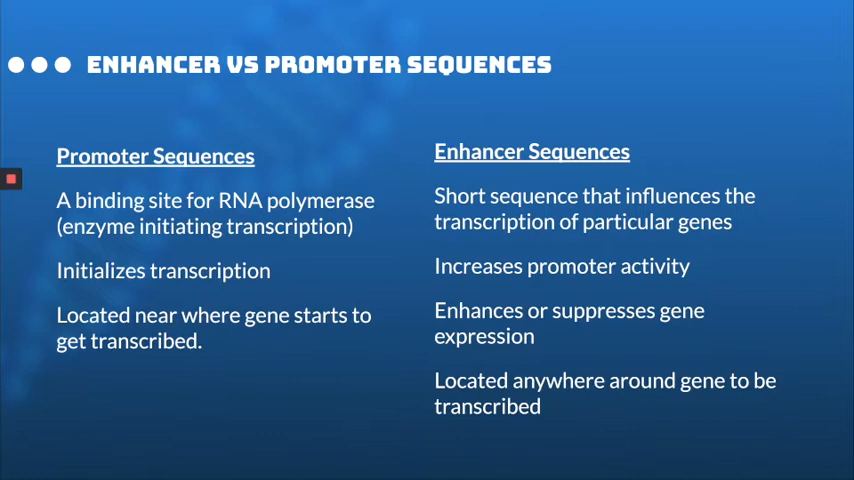 ENHANCER VS PROMOTER SEQUENCES
Promoter Sequences
A binding site for RNA polymerase
(enzyme initiating transcription)
Initializes transcription
Located near where gene starts to
get transcribed.
Enhancer Sequences
Short sequence that influences the
transcription of particular genes
Increases promoter activity
Enhances or suppresses gene
expression
Located anywhere around gene to be
transcribed